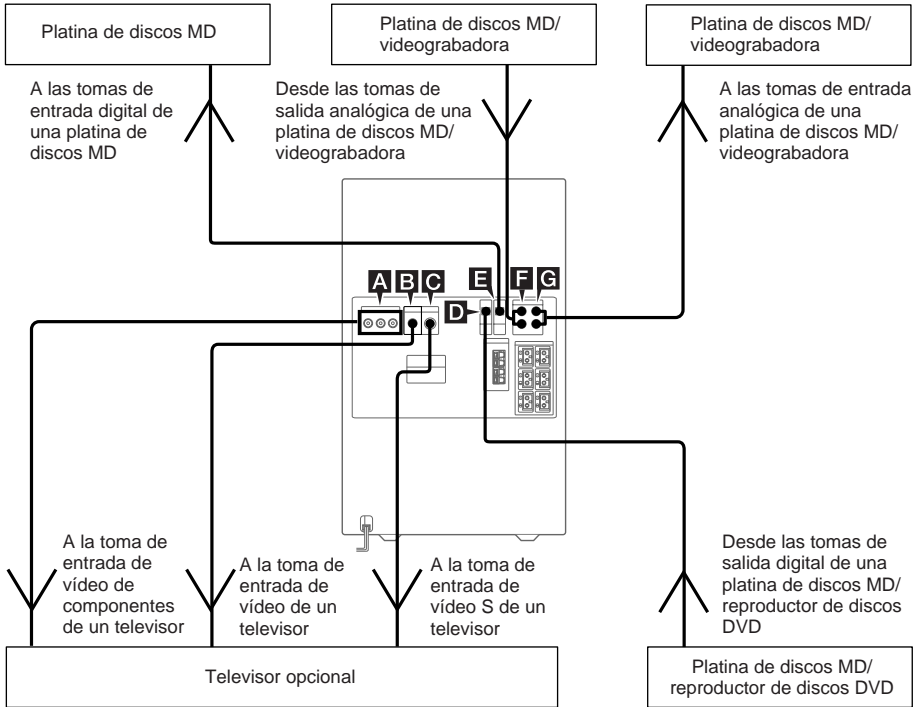 Platina de discos MD
Platina de discos MD/
videograbadora
Platina de discos MD/
videograbadora
A las tomas de
entrada digital de
una platina de
discos MD
Desde las tomas de
salida analógica de una
platina de discos MD/
videograbadora
A las tomas de entrada
analógica de una
platina de discos MD/
videograbadora
A
B
C
D
E
F
G
A la toma de
entrada de
vídeo de
componentes
de un televisor
A la toma de
entrada de
vídeo de un
televisor
A la toma de
entrada de
vídeo S de un
televisor
Desde las tomas de
salida digital de una
platina de discos MD/
reproductor de discos
DVD
Televisor opcional
Platina de discos MD/
reproductor de discos DVD